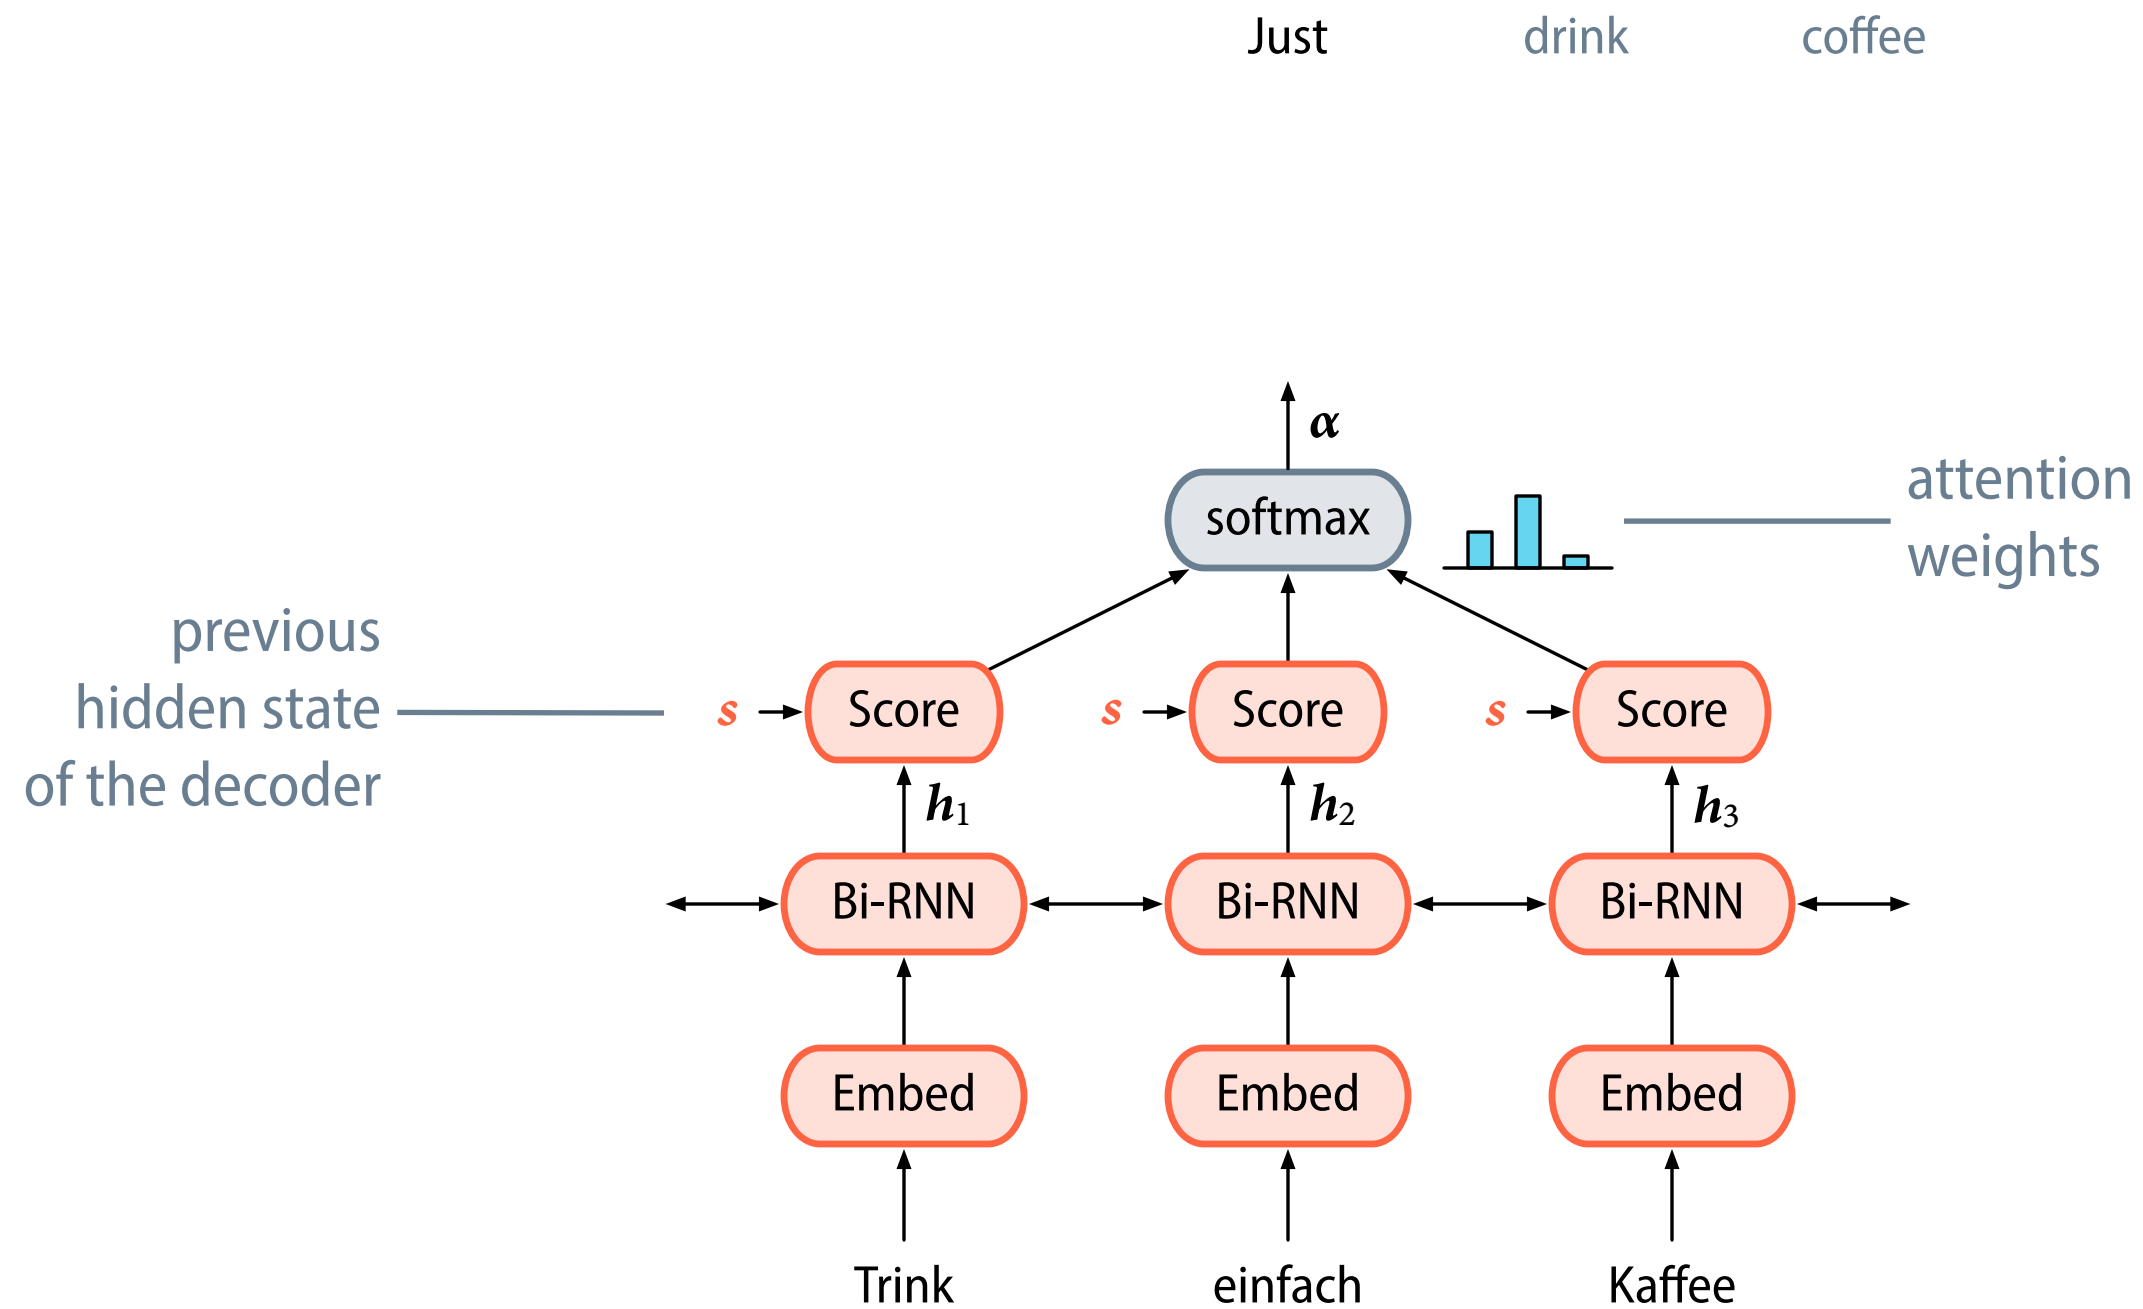 Just drink coffee
α
softmax
attention
weights
previous
hidden state
of the decoder
s Score s Score s Score
h1 h2 h3
Bi-RNN Bi-RNN Bi-RNN
Embed Embed Embed
Trink einfach Kaffee